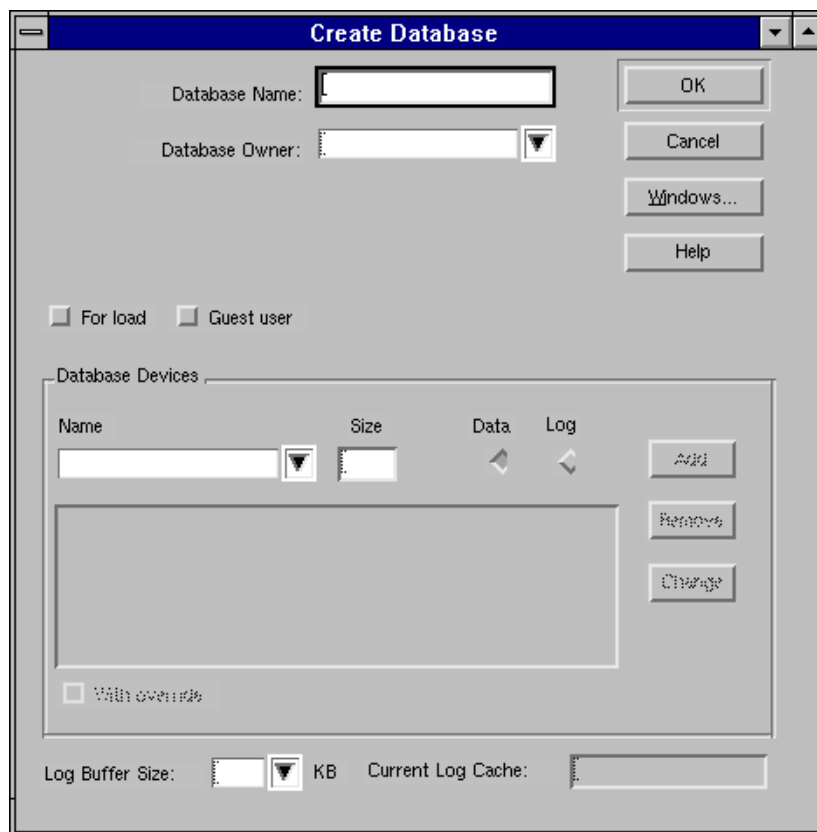 Create Database
Database Name:
OK
Database Owner:
Cancel
Windows...
Help
For load Guest user
Database Devices
Name Size Data Log
Add
Remove
Change
With override
Log Buffer Size: KB Current Log Cache: